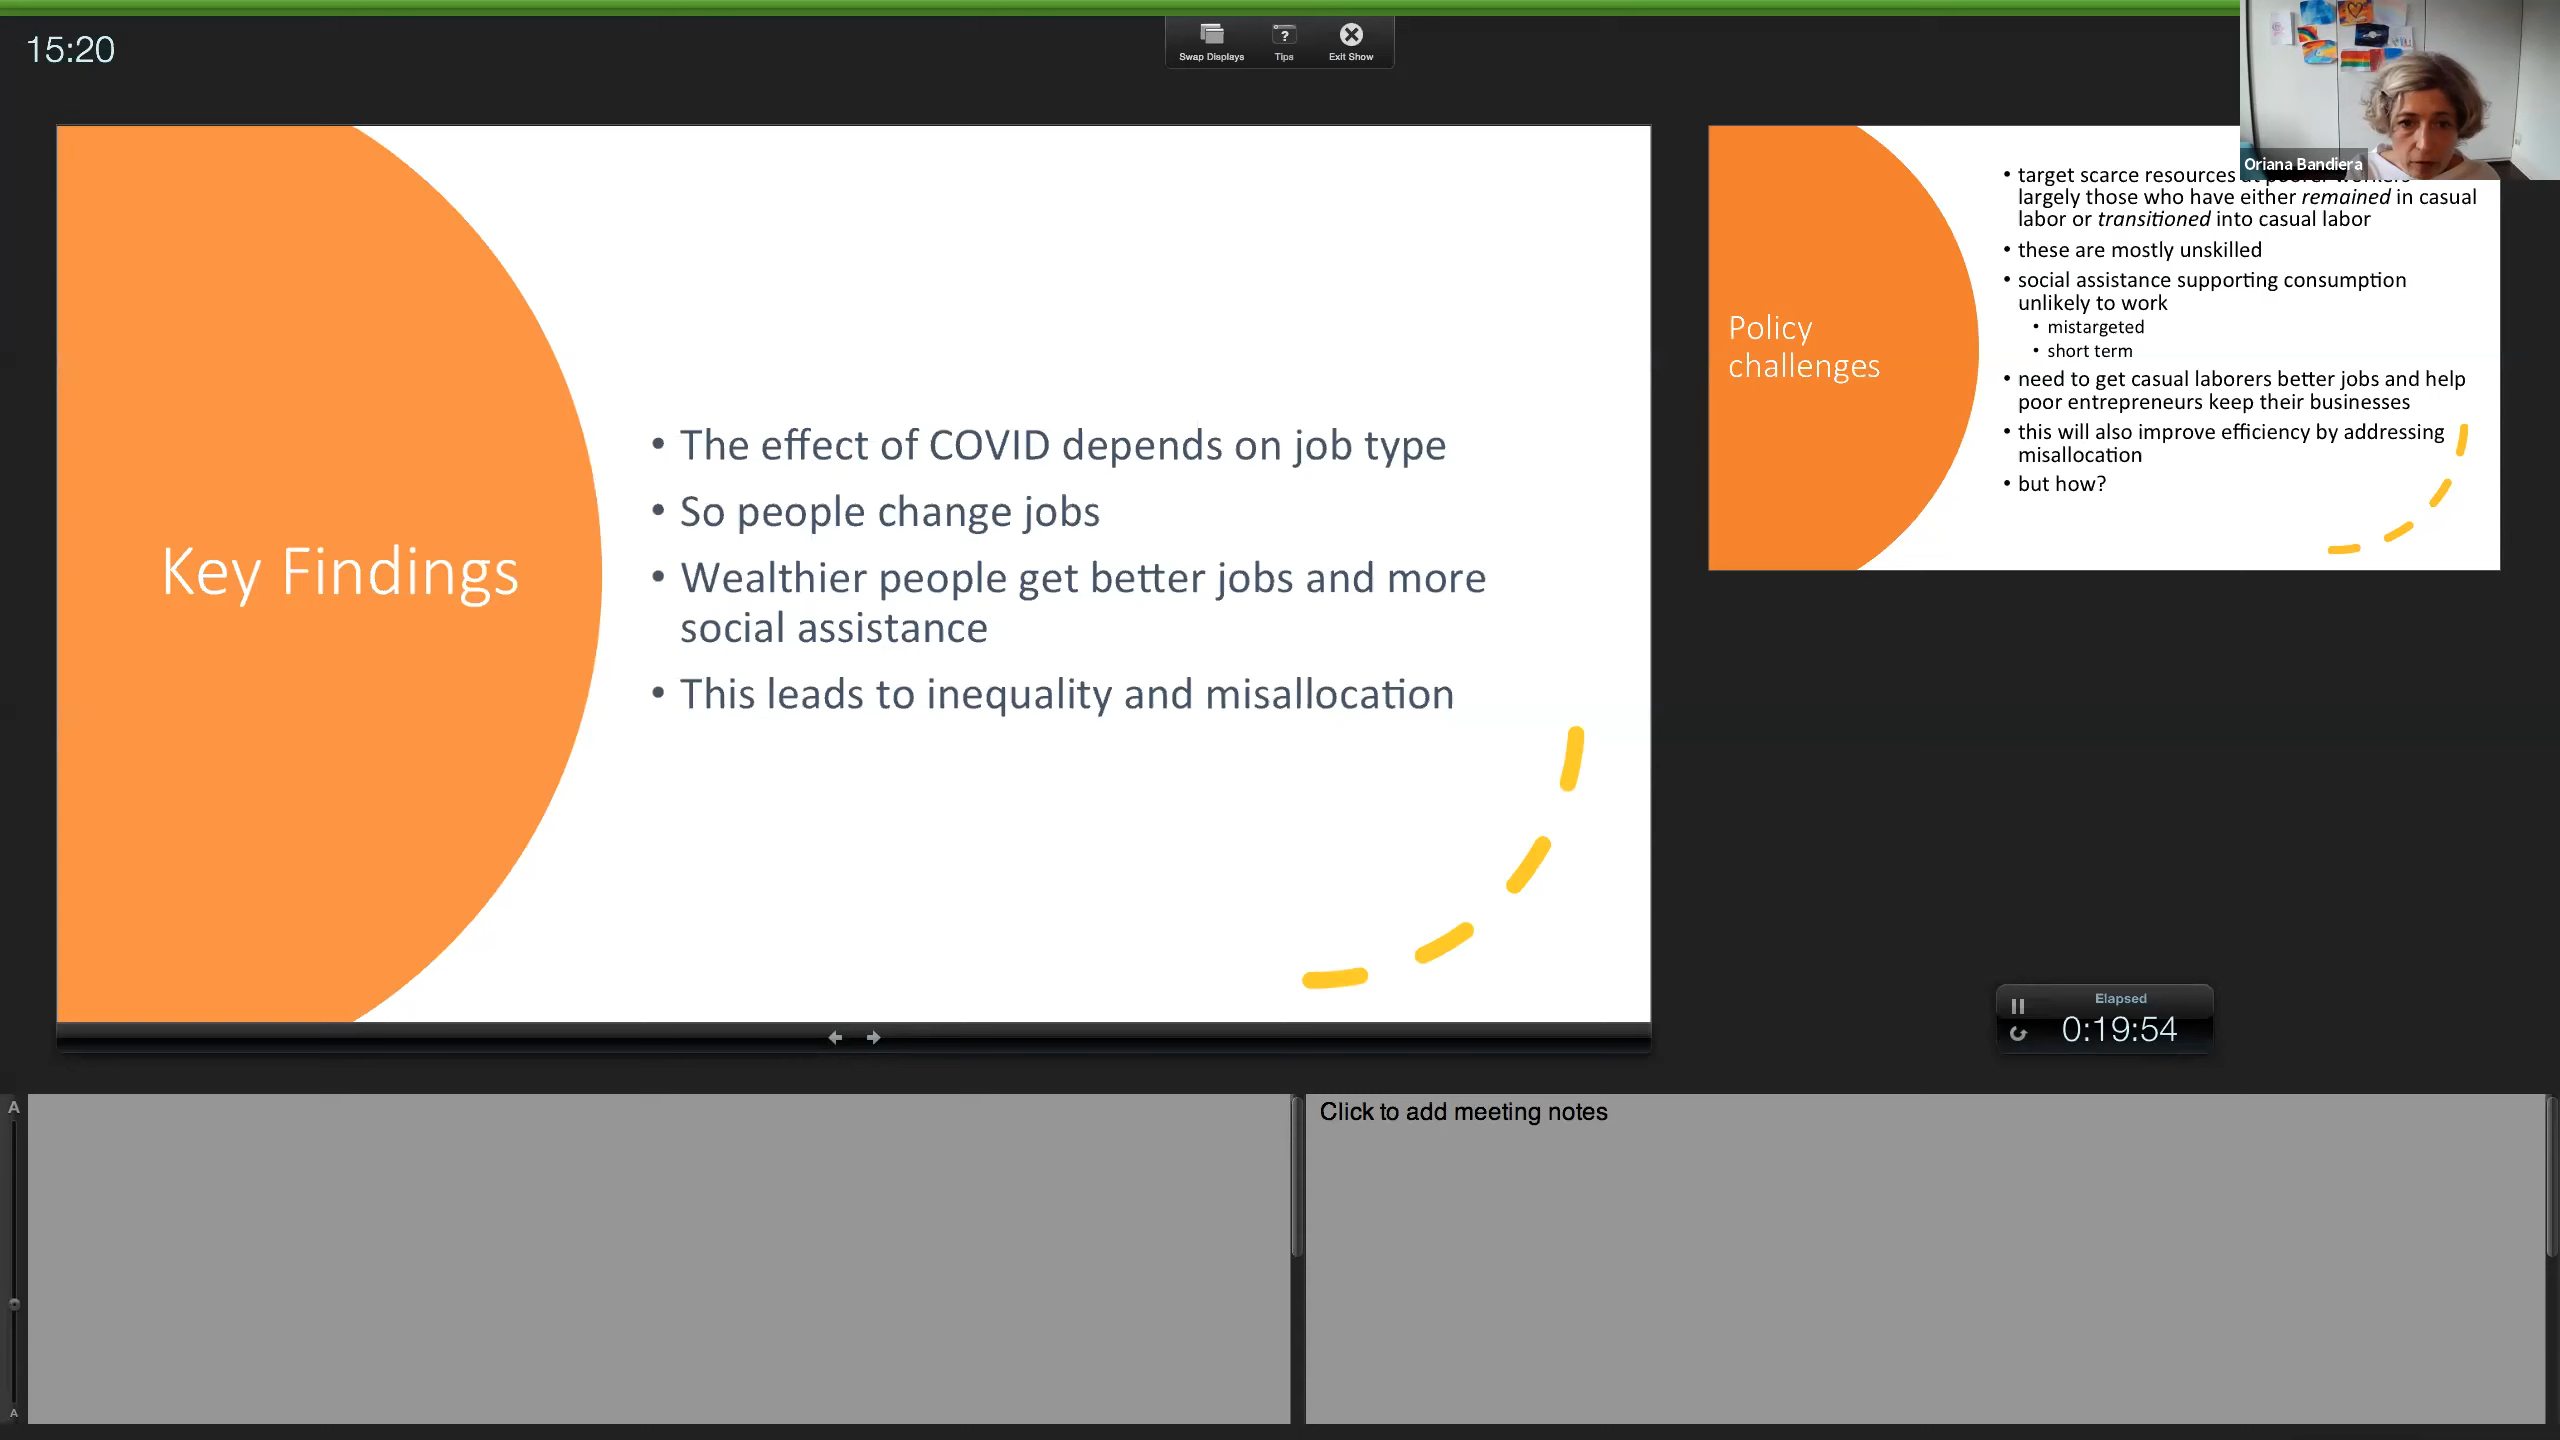 15:20
Swap Displays
Tips
Exit Show
Oriana Bandiera
Key Findings
• The effect of COVID depends on job type
• So people change jobs
• Wealthier people get better jobs and more
social assistance
• This leads to inequality and misallocation
Policy
challenges
• target scarce resources
largely those who have either remained in casual
labor or transitioned into casual labor
• these are mostly unskilled
• social assistance supporting consumption
unlikely to work
• mistargeted
• short term
• need to get casual laborers better jobs and help
poor entrepreneurs keep their businesses
• this will also improve efficiency by addressing
misallocation
• but how?
Elapsed
0:19:54
A
A
Click to add meeting notes